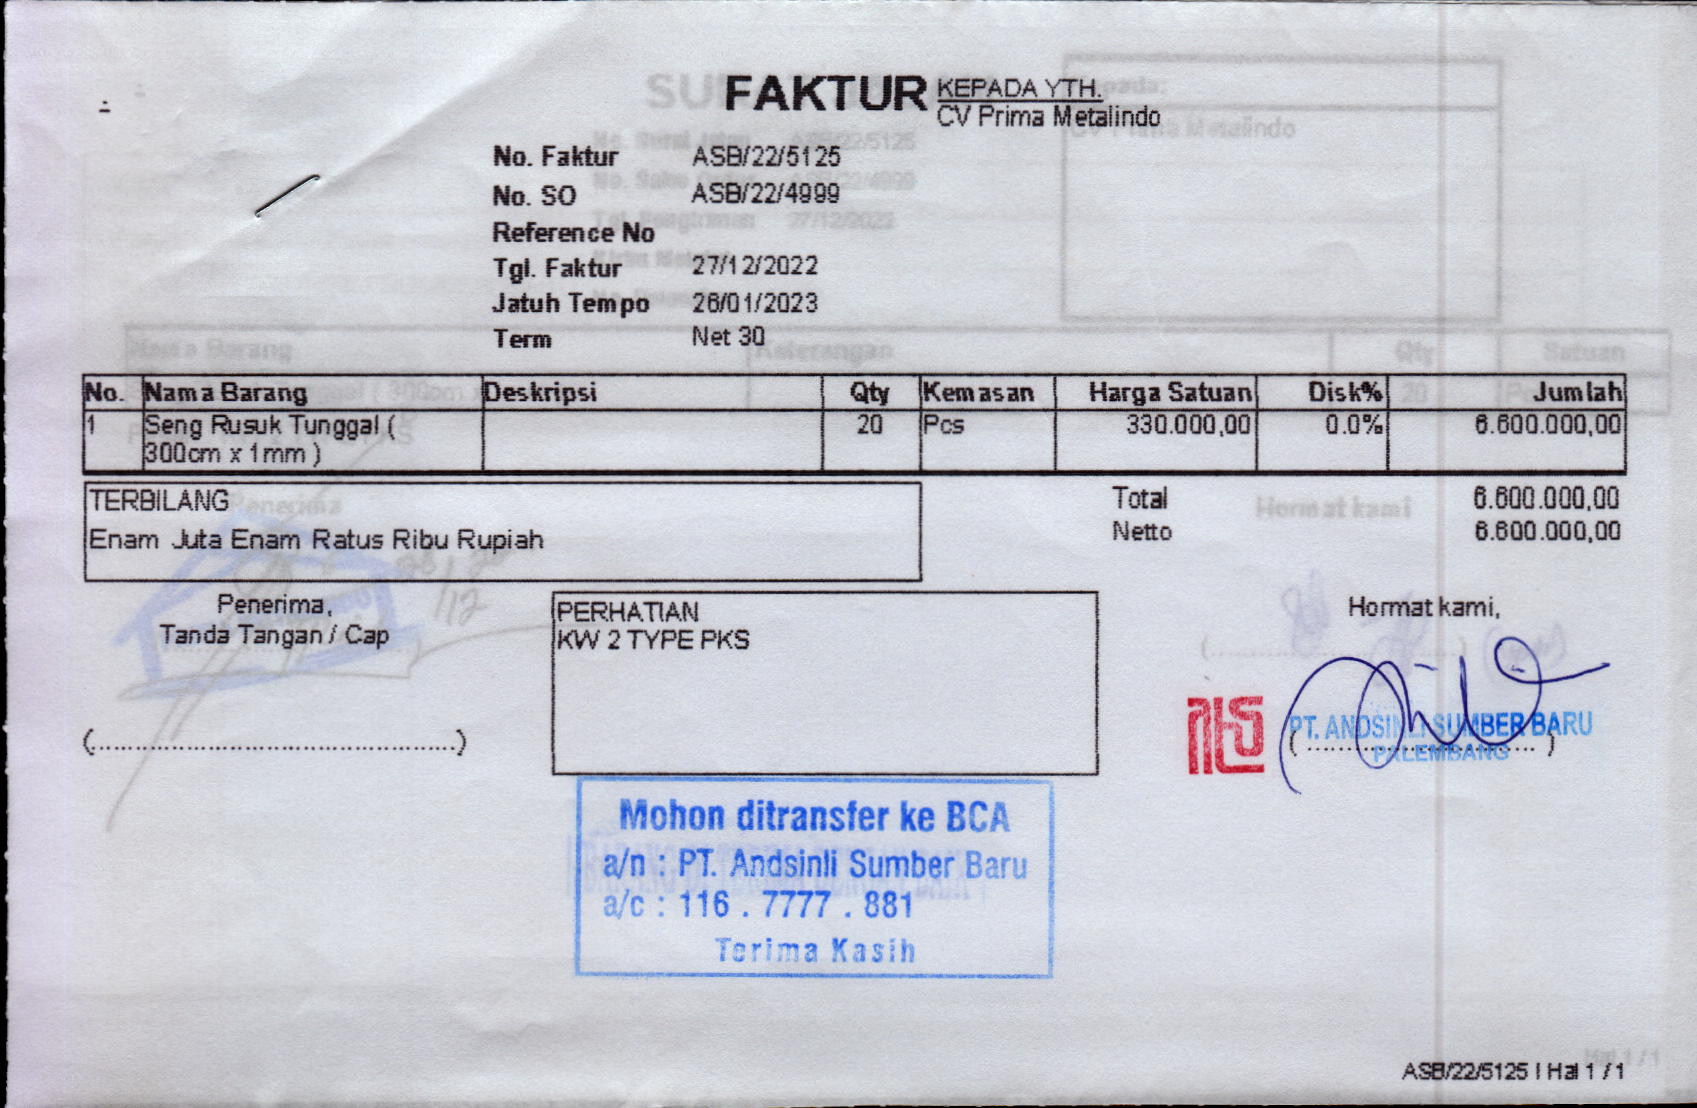 FAKTUR
KEPADA YTH.
CV Prima Metalindo
No. Faktur ASB/22/5125
No. SO ASB/22/4999
Reference No
Tgl. Faktur 27/12/2022
Jatuh Tempo 26/01/2023
Term Net 30
No. Nama Barang Deskripsi Qty Kemasan Harga Satuan Disk% Jumlah
1 Seng Rusuk Tunggal ( 20 Pcs 330.000,00 0.0% 6.600.000,00
300cm x 1mm )
TERBILANG
Enam Juta Enam Ratus Ribu Rupiah
Total 6.600.000,00
Netto 6.600.000,00
Penerima,
Tanda Tangan / Cap
(..................................................)
PERHATIAN
KW 2 TYPE PKS
Hormat kami,
PT. ANDSINLI SUMBER BARU
PALEMBANG
Mohon ditransfer ke BCA
a/n : PT. Andsinli Sumber Baru
a/c : 116 . 7777 . 881
Terima Kasih
ASB/22/5125 | Hal 1 / 1